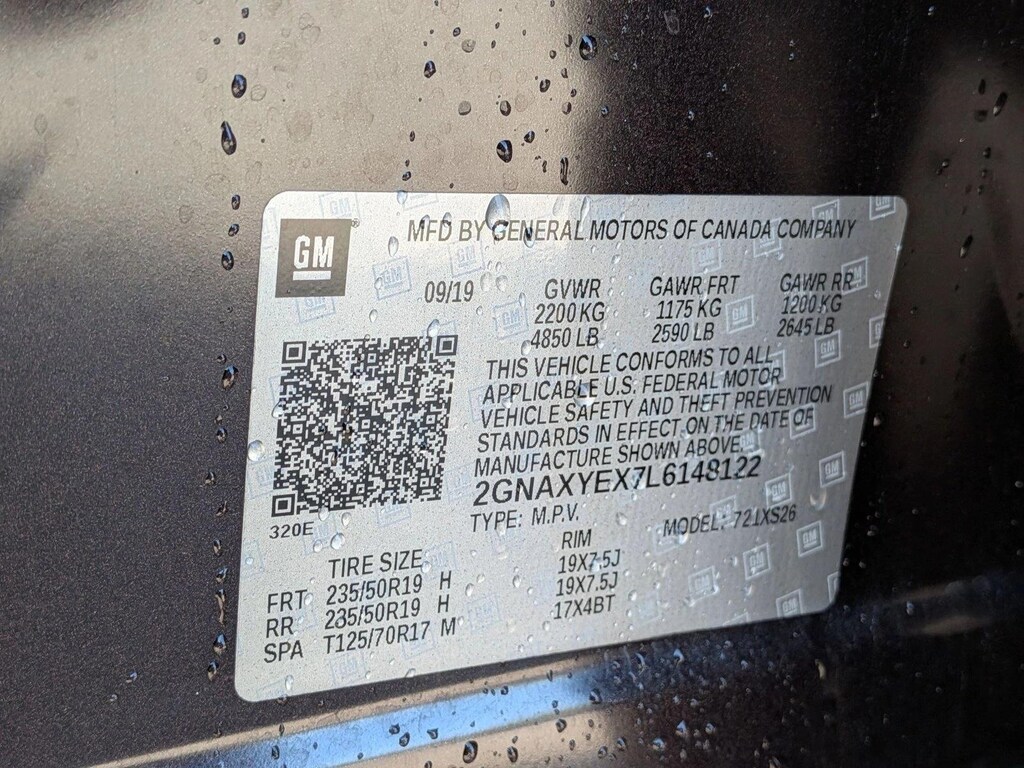 GM
MFD BY GENERAL MOTORS OF CANADA COMPANY
09/19
GVWR GAWR FRT GAWR RR
2200 KG 1175 KG 1200 KG
4850 LB 2590 LB 2645 LB
THIS VEHICLE CONFORMS TO ALL
APPLICABLE U.S. FEDERAL MOTOR
VEHICLE SAFETY AND THEFT PREVENTION
STANDARDS IN EFFECT ON THE DATE OF
MANUFACTURE SHOWN ABOVE.
2GNAXYEX7L6148122
320E
TYPE: M.P.V. MODEL: 721XS26
TIRE SIZE RIM
FRT 235/50R19 H 19X7.5J
RR 235/50R19 H 19X7.5J
SPA T125/70R17 M 17X4BT